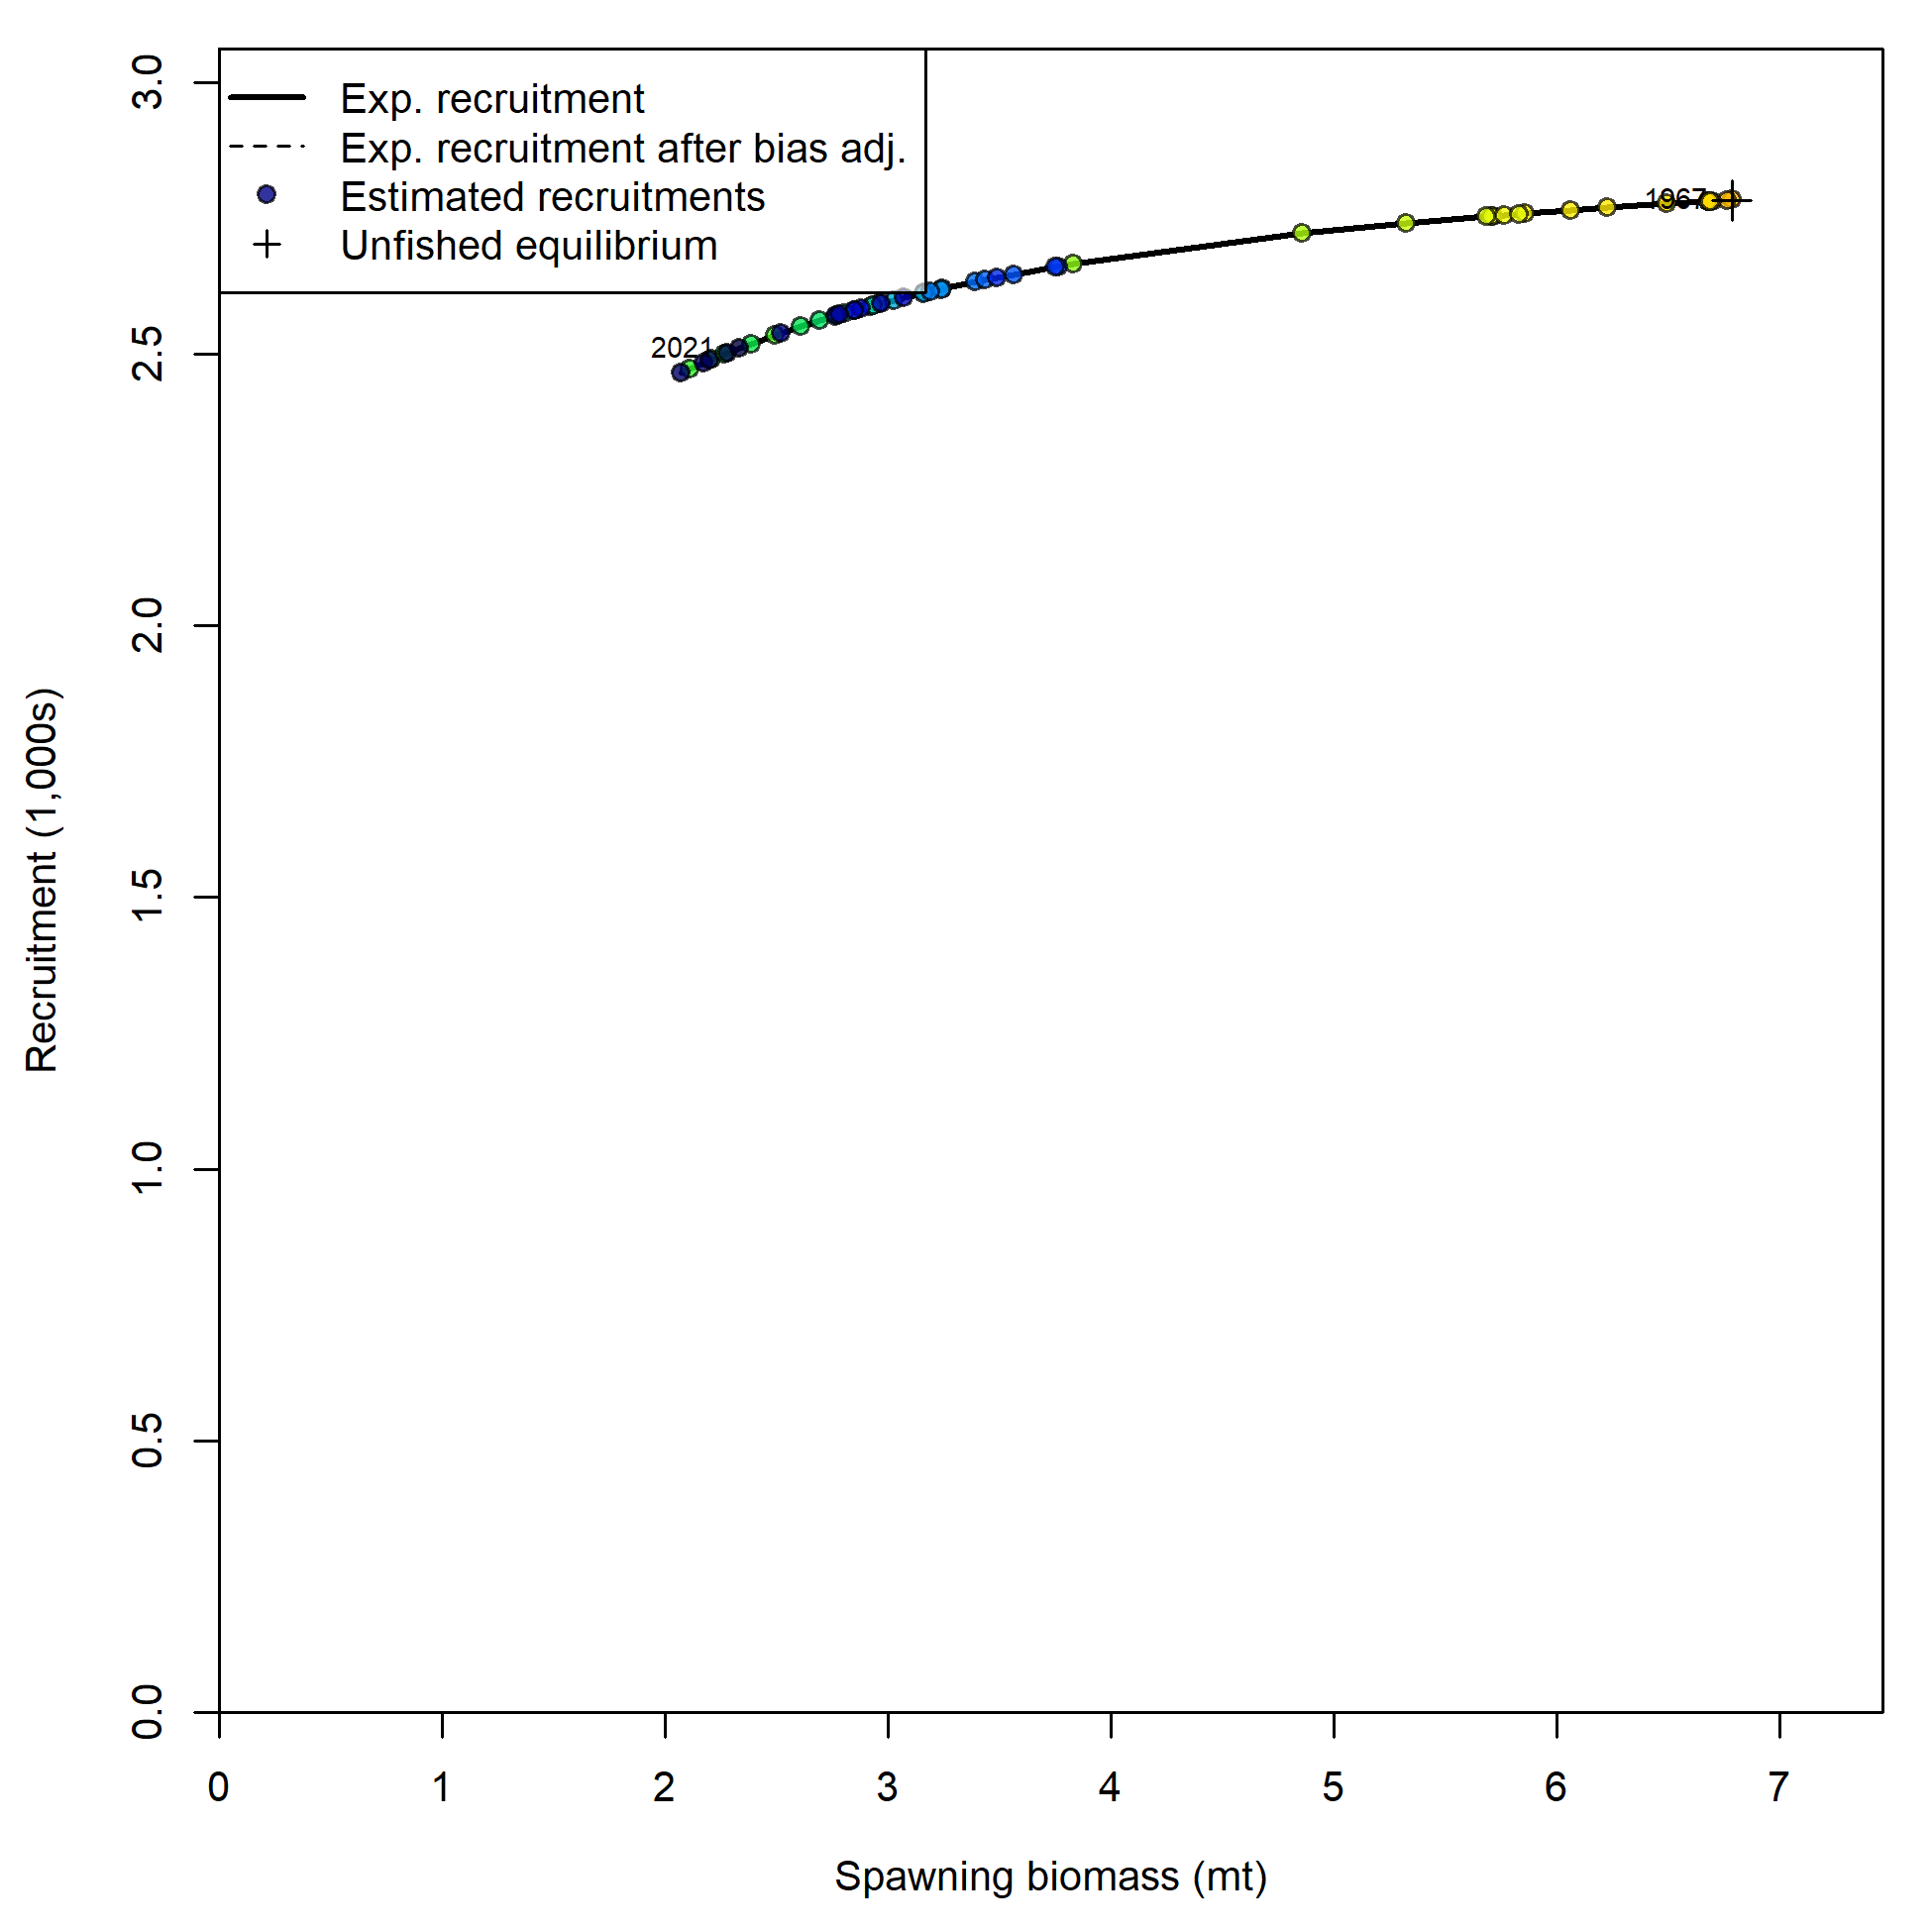 Exp. recruitment
Exp. recruitment after bias adj.
Estimated recruitments
Unfished equilibrium
1967
2021
3.0
2.5
2.0
1.5
1.0
0.5
0.0
Recruitment (1,000s)
0 1 2 3 4 5 6 7
Spawning biomass (mt)